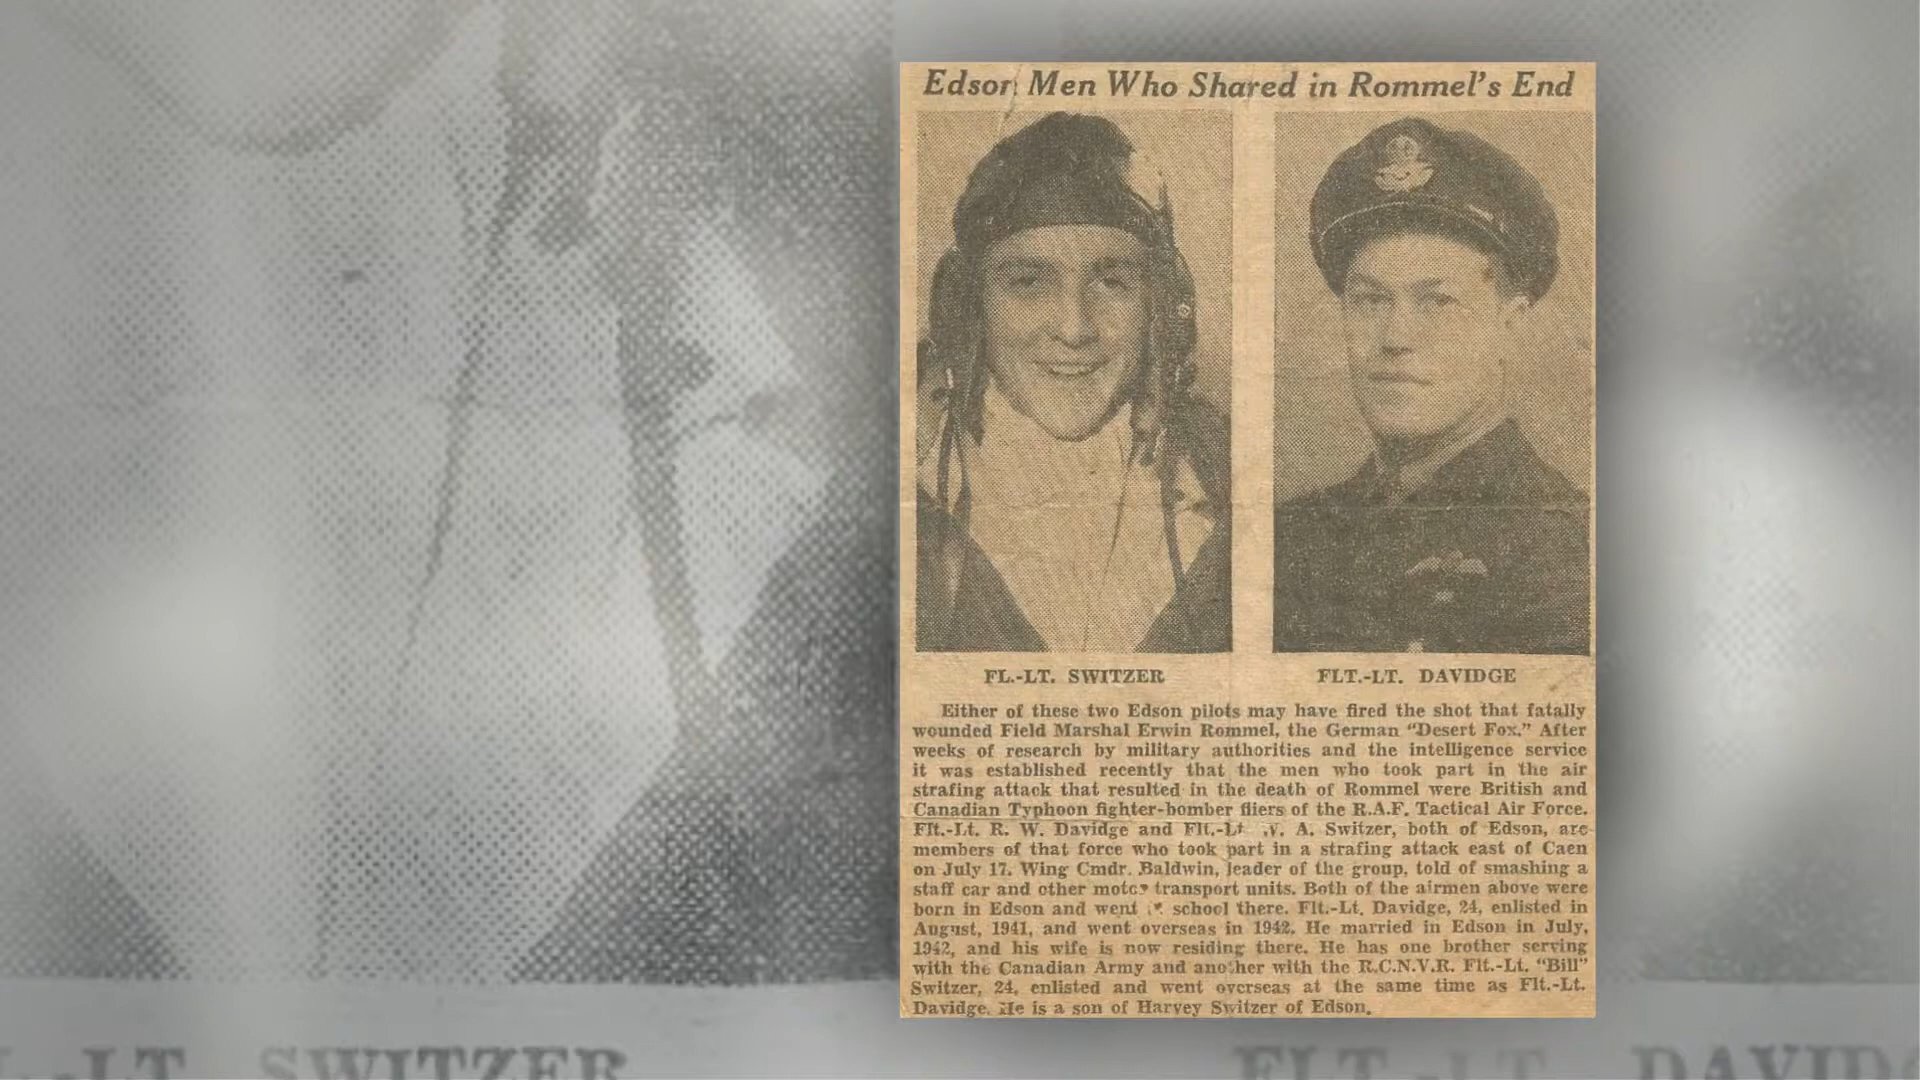 Edson Men Who Shared in Rommel's End
FL.-LT. SWITZER
FLT.-LT. DAVIDGE
Either of these two Edson pilots may have fired the shot that fatally
wounded Field Marshal Erwin Rommel, the German "Desert Fox." After
weeks of research by military authorities and the intelligence service
it was established recently that the men who took part in the air
strafing attack that resulted in the death of Rommel were British and
Canadian Typhoon fighter-bomber fliers of the R.A.F. Tactical Air Force.
Flt.-Lt. R. W. Davidge and Flt.-Lt W. A. Switzer, both of Edson, are
members of that force who took part in a strafing attack east of Caen
on July 17. Wing Cmdr. Baldwin, leader of the group, told of smashing a
staff car and other motor transport units. Both of the airmen above were
born in Edson and went school there. Flt.-Lt. Davidge, 24, enlisted in
August, 1941, and went overseas in 1942. He married in Edson in July,
1942, and his wife is now residing there. He has one brother serving
with the Canadian Army and another with the R.C.N.V.R. Flt.-Lt. "Bill"
Switzer, 24, enlisted and went overseas at the same time as Flt.-Lt.
Davidge. He is a son of Harvey Switzer of Edson.
L.-LT SWITZER
FLT.-LT. DAVIDG